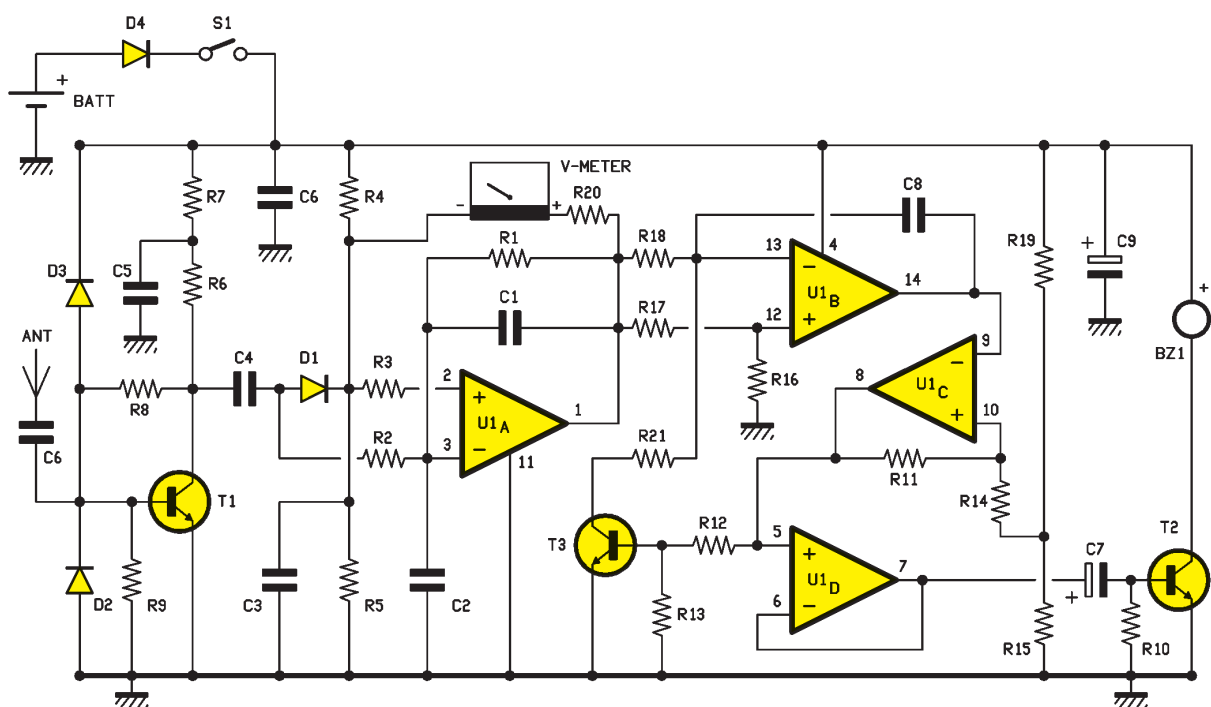 D4 S1
+
BATT
V-METER
- +
R20
R7
C6
R4
C8
R1
R18
13
4
R19
+
C9
D3
C5
R6
-
U1B
14
+
ANT
C1
R17
12
+
9
BZ1
C4
D1
R3
2
R16
8
-
U1C
+
10
R8
+
U1A
1
R2
3
-
R21
C6
11
R11
T1
R14
R12
5
T2
T3
+
7
C7
U1D
D2
R9
C3
R5
C2
R13
6
-
+
R15
R10